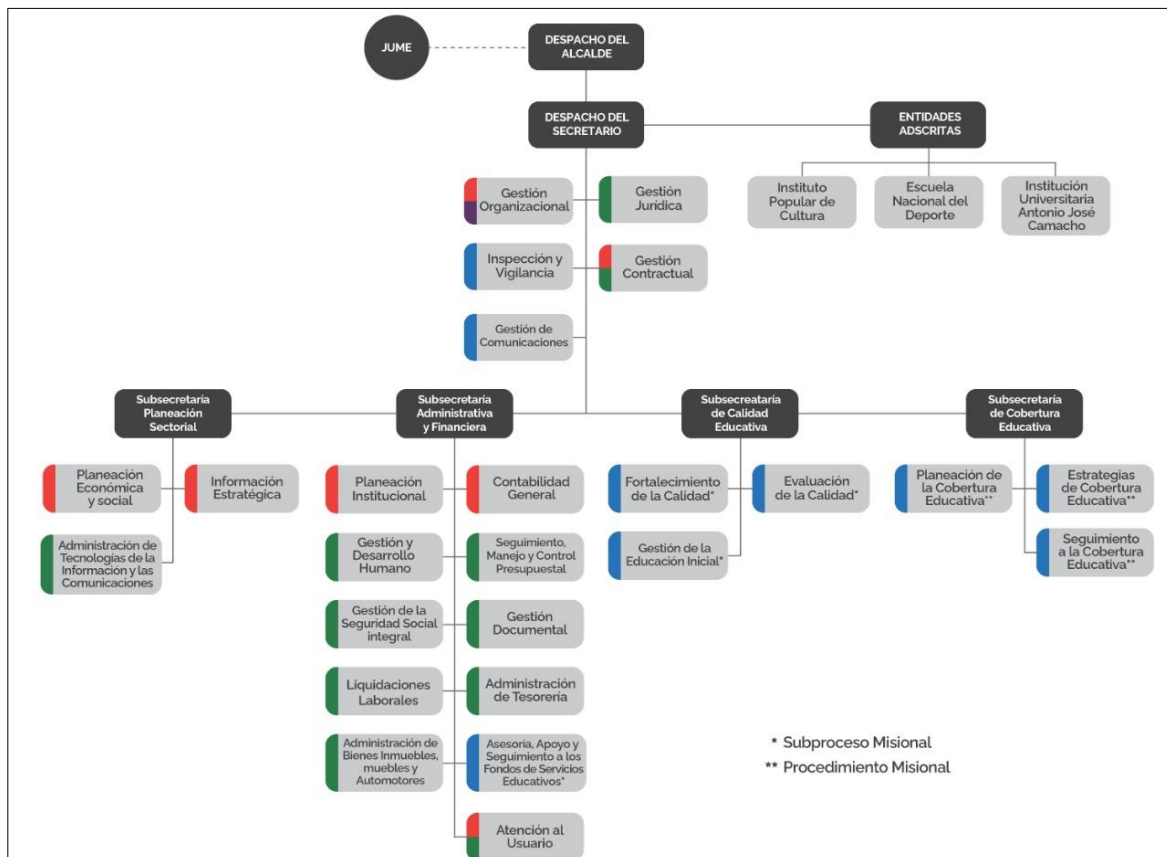 JUME
DESPACHO DEL
ALCALDE
DESPACHO DEL
SECRETARIO
ENTIDADES
ADSCRITAS
Instituto
Popular de
Cultura
Escuela
Nacional del
Deporte
Institución
Universitaria
Antonio José
Camacho
Gestión
Organizacional
Gestión
Jurídica
Inspección y
Vigilancia
Gestión
Contractual
Gestión de
Comunicaciones
Subsecretaría
Planeación
Sectorial
Subsecretaría
Administrativa
y Financiera
Subsecreataría
de Calidad
Educativa
Subsecretaría
de Cobertura
Educativa
Planeación
Económica
y social
Información
Estratégica
Administración de
Tecnologías de la
Información y las
Comunicaciones
Planeación
Institucional
Contabilidad
General
Gestión y
Desarrollo
Humano
Seguimiento,
Manejo y Control
Presupuestal
Gestión de la
Seguridad Social
integral
Gestión
Documental
Liquidaciones
Laborales
Administración
de Tesorería
Administración de
Bienes Inmuebles,
muebles y
Automotores
Asesoría, Apoyo y
Seguimiento a los
Fondos de Servicios
Educativos*
Atención al
Usuario
Fortalecimiento
de la Calidad*
Evaluación
de la Calidad*
Gestión de la
Educación Inicial*
Planeación de
la Cobertura
Educativa**
Estrategias
de Cobertura
Educativa**
Seguimiento
a la Cobertura
Educativa**
* Subproceso Misional
** Procedimiento Misional